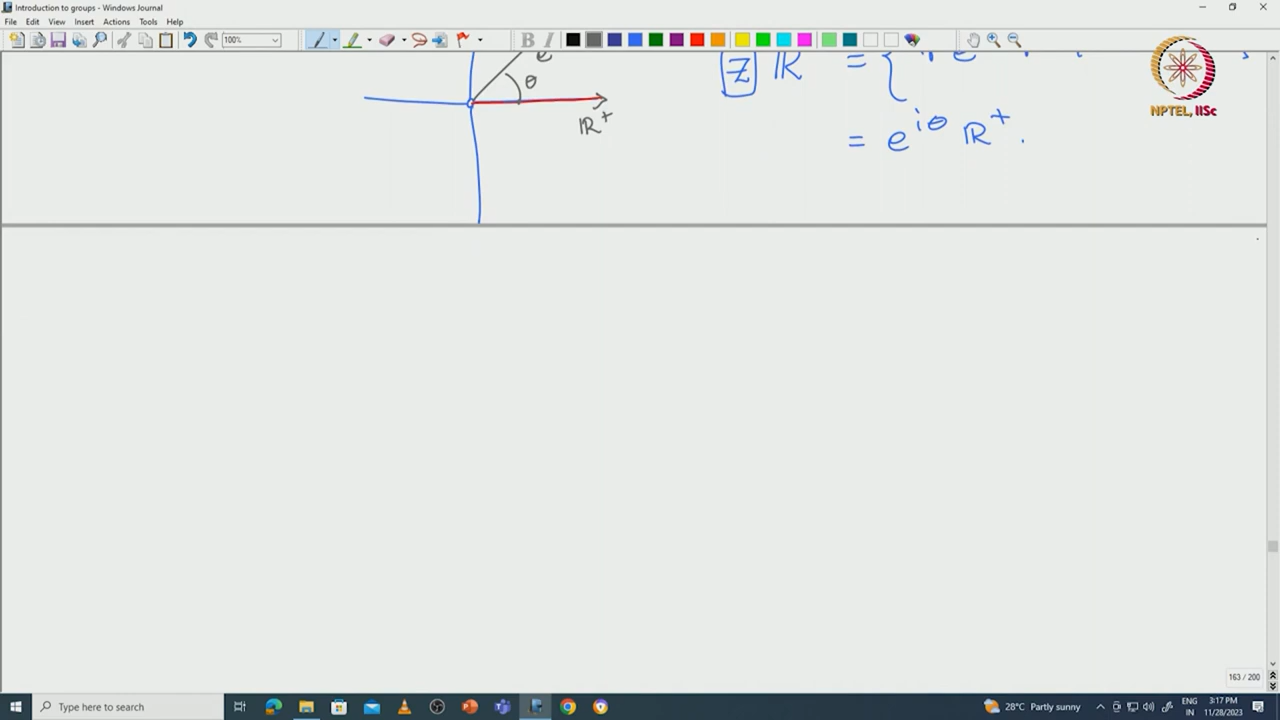 Introduction to groups - Windows Journal
File Edit View Insert Actions Tools Help
100%
B I
θ
ℝ⁺
z ℝ = {
= e^{iθ} ℝ⁺.
NPTEL, IISc
163 / 200
Type here to search
28°C Partly sunny
ENG
IN
3:17 PM
11/28/2023